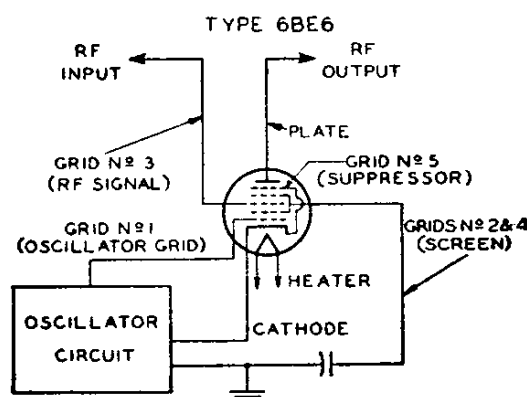 TYPE 6BE6
RF
INPUT
RF
OUTPUT
PLATE
GRID Nº 3
(RF SIGNAL)
GRID Nº 5
(SUPPRESSOR)
GRID Nº 1
(OSCILLATOR GRID)
GRIDS Nº 2&4
(SCREEN)
HEATER
OSCILLATOR
CIRCUIT
CATHODE